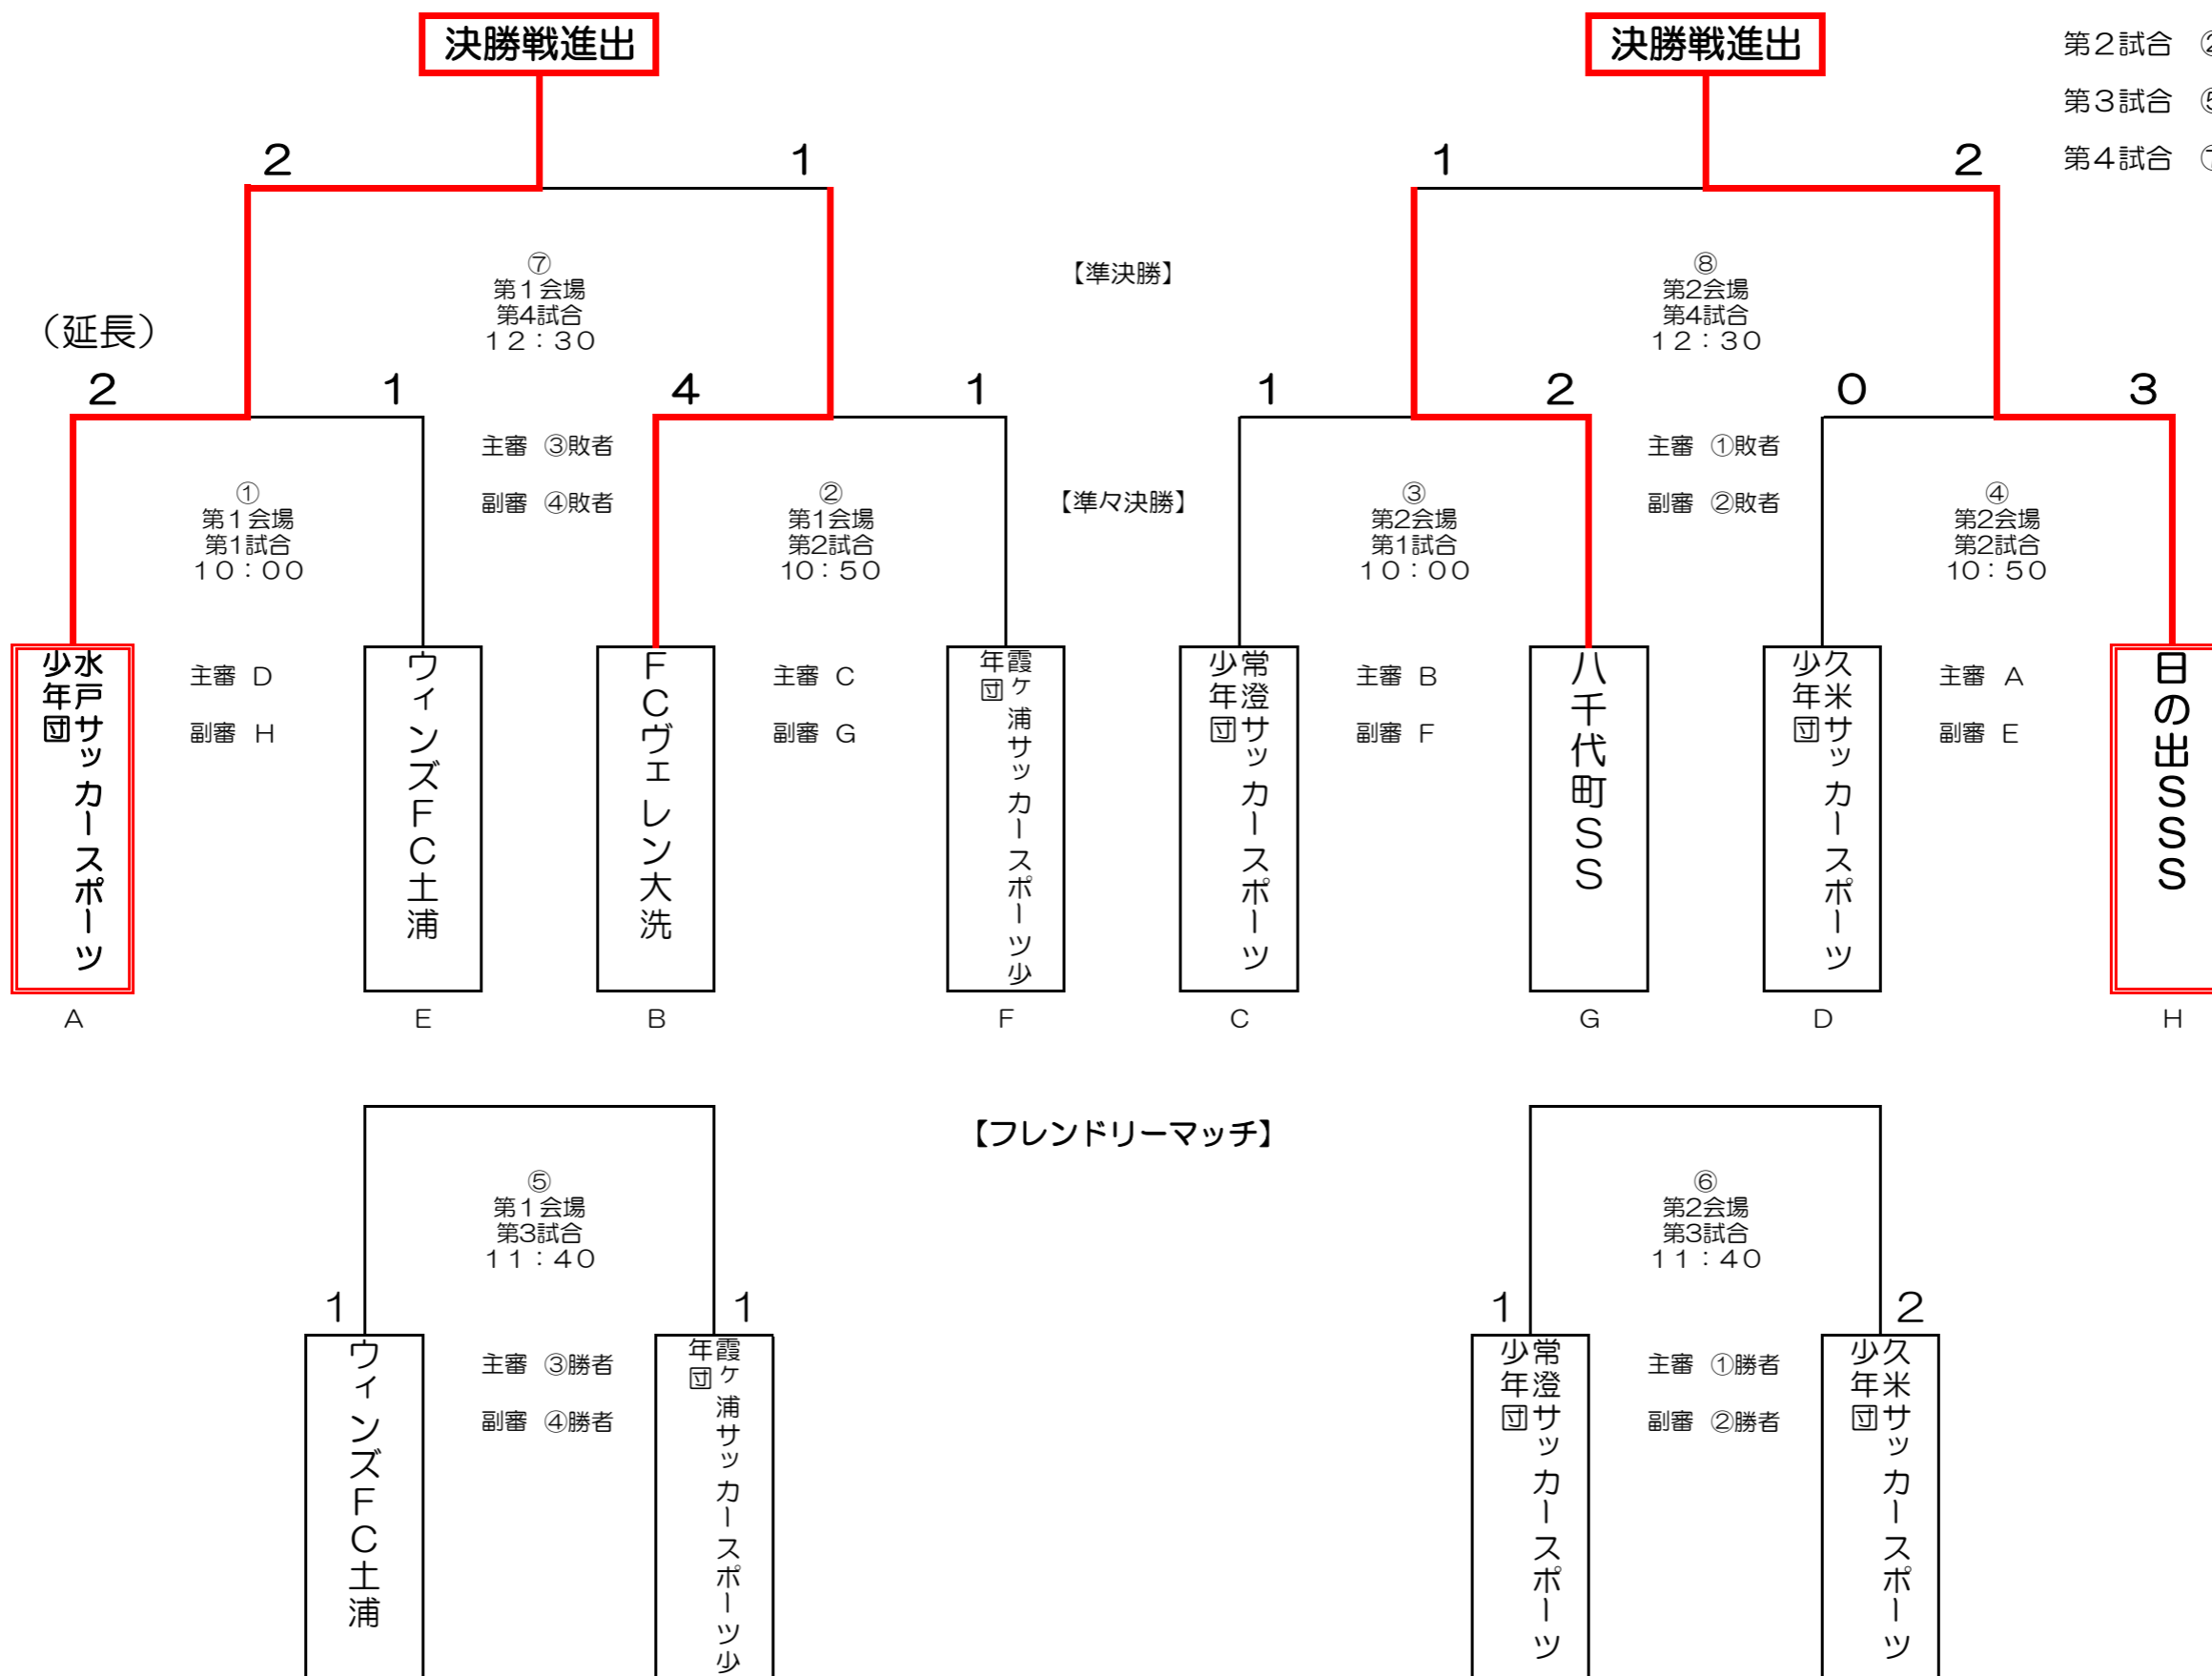 決勝戦進出
決勝戦進出
第2試合
第3試合
第4試合
2
1
1
2
⑦
第1会場
第4試合
12：30
【準決勝】
⑧
第2会場
第4試合
12：30
（延長）
2
1
4
1
1
2
0
3
主審 ③敗者
副審 ④敗者
主審 ①敗者
副審 ②敗者
【準々決勝】
①
第1会場
第1試合
10：00
②
第1会場
第2試合
10：50
③
第2会場
第1試合
10：00
④
第2会場
第2試合
10：50
主審 D
副審 H
主審 C
副審 G
主審 B
副審 F
主審 A
副審 E
水戸サッカースポーツ
少年団
ウィンズFC土浦
FCヴェレン大洗
霞ヶ浦サッカースポーツ少
年団
常澄サッカースポーツ
少年団
八千代町SS
久米サッカースポーツ
少年団
日の出SSS
A
E
B
F
C
G
D
H
【フレンドリーマッチ】
⑤
第1会場
第3試合
11：40
⑥
第2会場
第3試合
11：40
1
1
1
2
主審 ③勝者
副審 ④勝者
主審 ①勝者
副審 ②勝者
ウィンズFC土浦
霞ヶ浦サッカースポーツ少
年団
常澄サッカースポーツ
少年団
久米サッカースポーツ
少年団